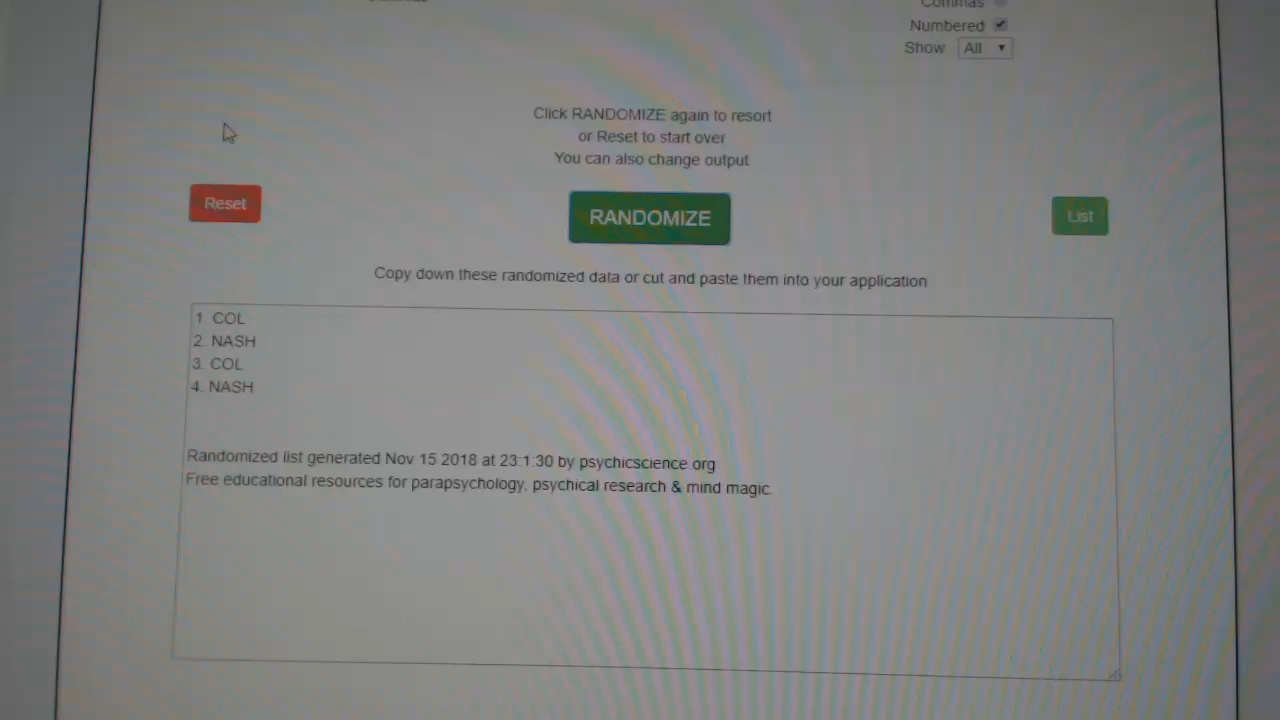 Commas
Numbered
Show All
Click RANDOMIZE again to resort
or Reset to start over
You can also change output
Reset
RANDOMIZE
List
Copy down these randomized data or cut and paste them into your application
1. COL
2. NASH
3. COL
4. NASH
Randomized list generated Nov 15 2018 at 23:1:30 by psychicscience.org
Free educational resources for parapsychology, psychical research & mind magic.